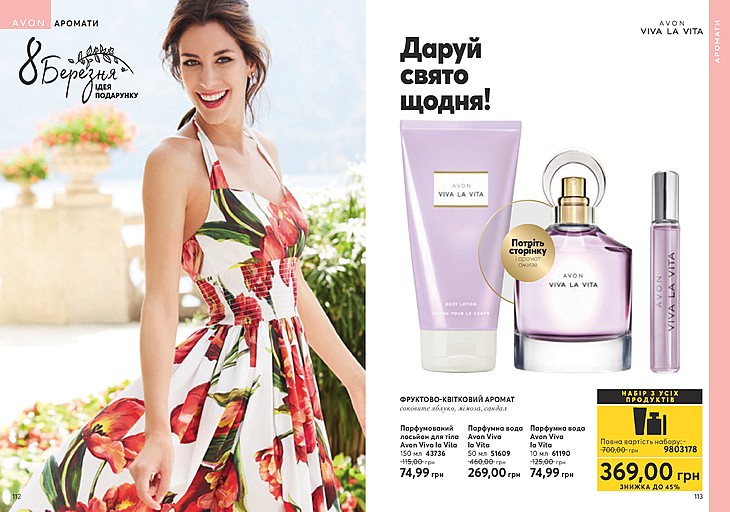 AVON АРОМАТИ
8 Березня
ІДЕЯ
ПОДАРУНКУ
112
AVON
VIVA LA VITA
АРОМАТИ
Даруй
свято
щодня!
AVON
VIVA LA VITA
BODY LOTION
POUR LE CORPS
Потріть
сторінку
і аромат
оживе
AVON
VIVA LA VITA
AVON
VIVA LA VITA
ФРУКТОВО-КВІТКОВИЙ АРОМАТ
соковите яблуко, мімоза, сандал
Парфумований
лосьйон для тіла
Avon Viva la Vita
150 мл 43736
115,00 грн
74,99 грн
Парфумна вода
Avon Viva
la Vita
50 мл 51609
460,00 грн
269,00 грн
Парфумна вода
Avon Viva
la Vita
10 мл 61190
125,00 грн
74,99 грн
НАБІР З УСІХ
ПРОДУКТІВ
Повна вартість набору:-
700,00 грн 9803178
369,00 грн
ЗНИЖКА ДО 45%
113